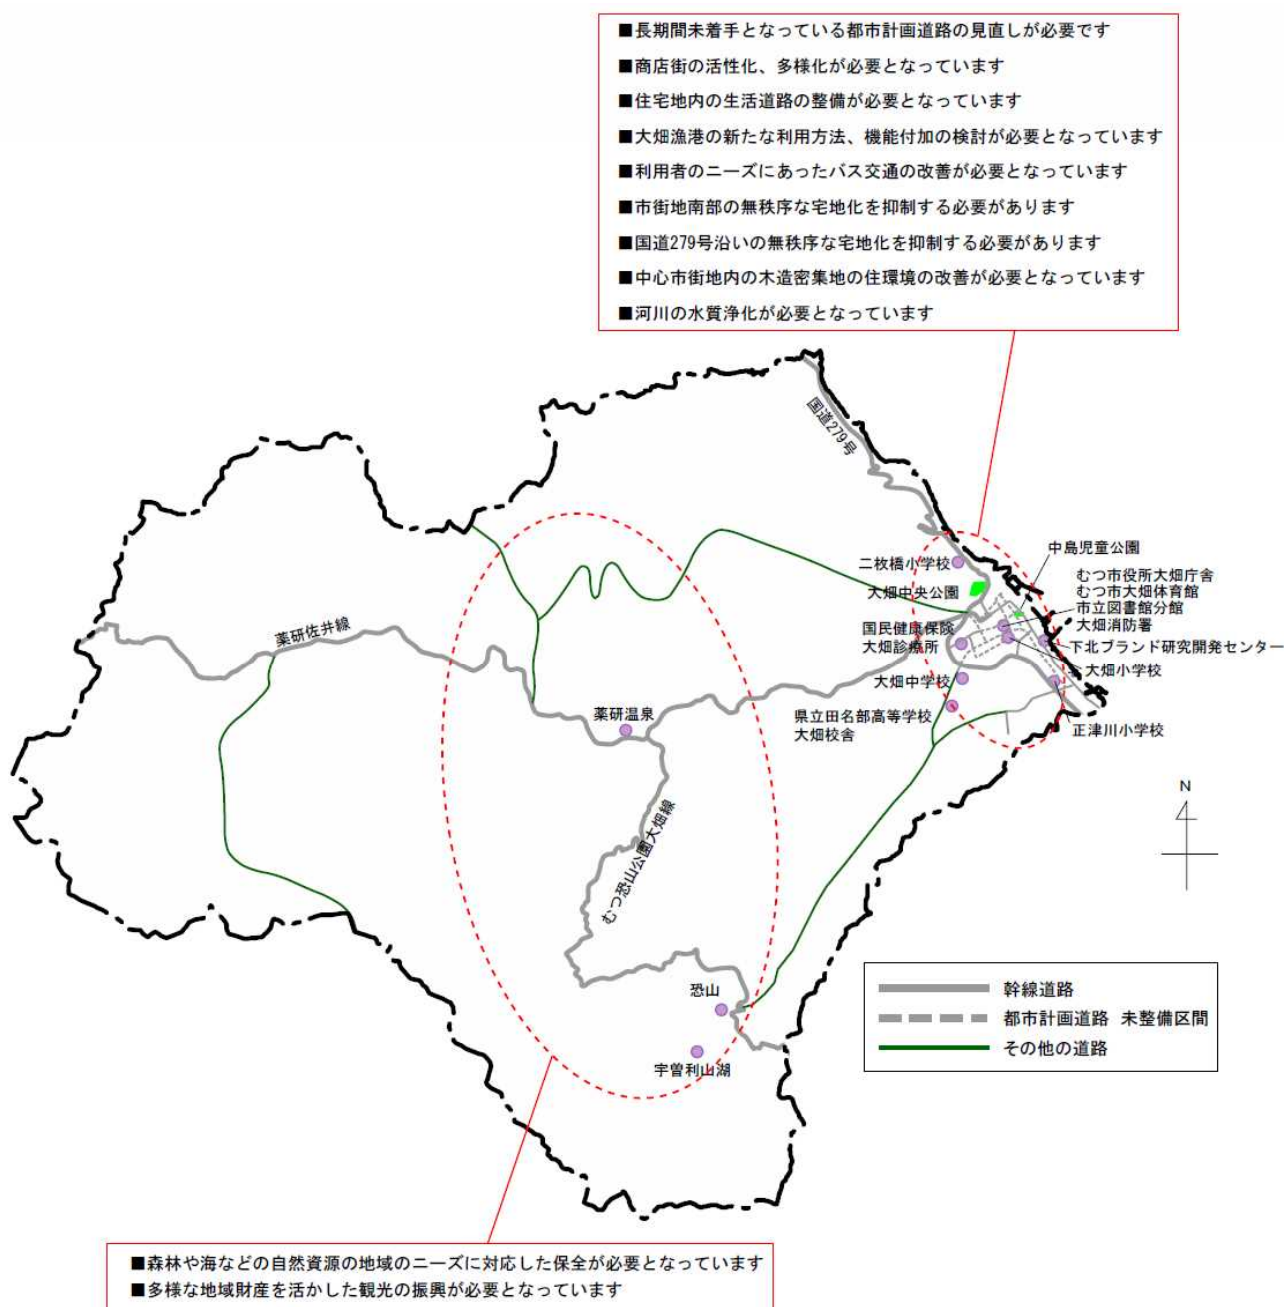 ■長期間未着手となっている都市計画道路の見直しが必要です
■商店街の活性化、多様化が必要となっています
■住宅地内の生活道路の整備が必要となっています
■大畑漁港の新たな利用方法、機能付加の検討が必要となっています
■利用者のニーズにあったバス交通の改善が必要となっています
■市街地南部の無秩序な宅地化を抑制する必要があります
■国道279号沿いの無秩序な宅地化を抑制する必要があります
■中心市街地内の木造密集地の住環境の改善が必要となっています
■河川の水質浄化が必要となっています
国道279号
二枚橋小学校
大畑中央公園
中島児童公園
むつ市役所大畑庁舎
むつ市大畑体育館
市立図書館分館
大畑消防署
国民健康保険
大畑診療所
下北ブランド研究開発センター
大畑小学校
大畑中学校
県立田名部高等学校
大畑校舎
正津川小学校
薬研佐井線
薬研温泉
むつ恐山公園大畑線
恐山
宇曽利山湖
N
幹線道路
都市計画道路 未整備区間
その他の道路
■森林や海などの自然資源の地域のニーズに対応した保全が必要となっています
■多様な地域財産を活かした観光の振興が必要となっています